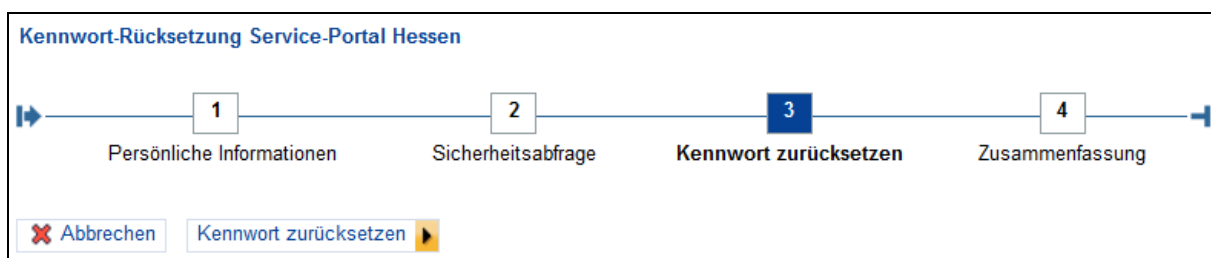 Kennwort-Rücksetzung Service-Portal Hessen
1 2 3 4
Persönliche Informationen Sicherheitsabfrage Kennwort zurücksetzen Zusammenfassung
Abbrechen Kennwort zurücksetzen